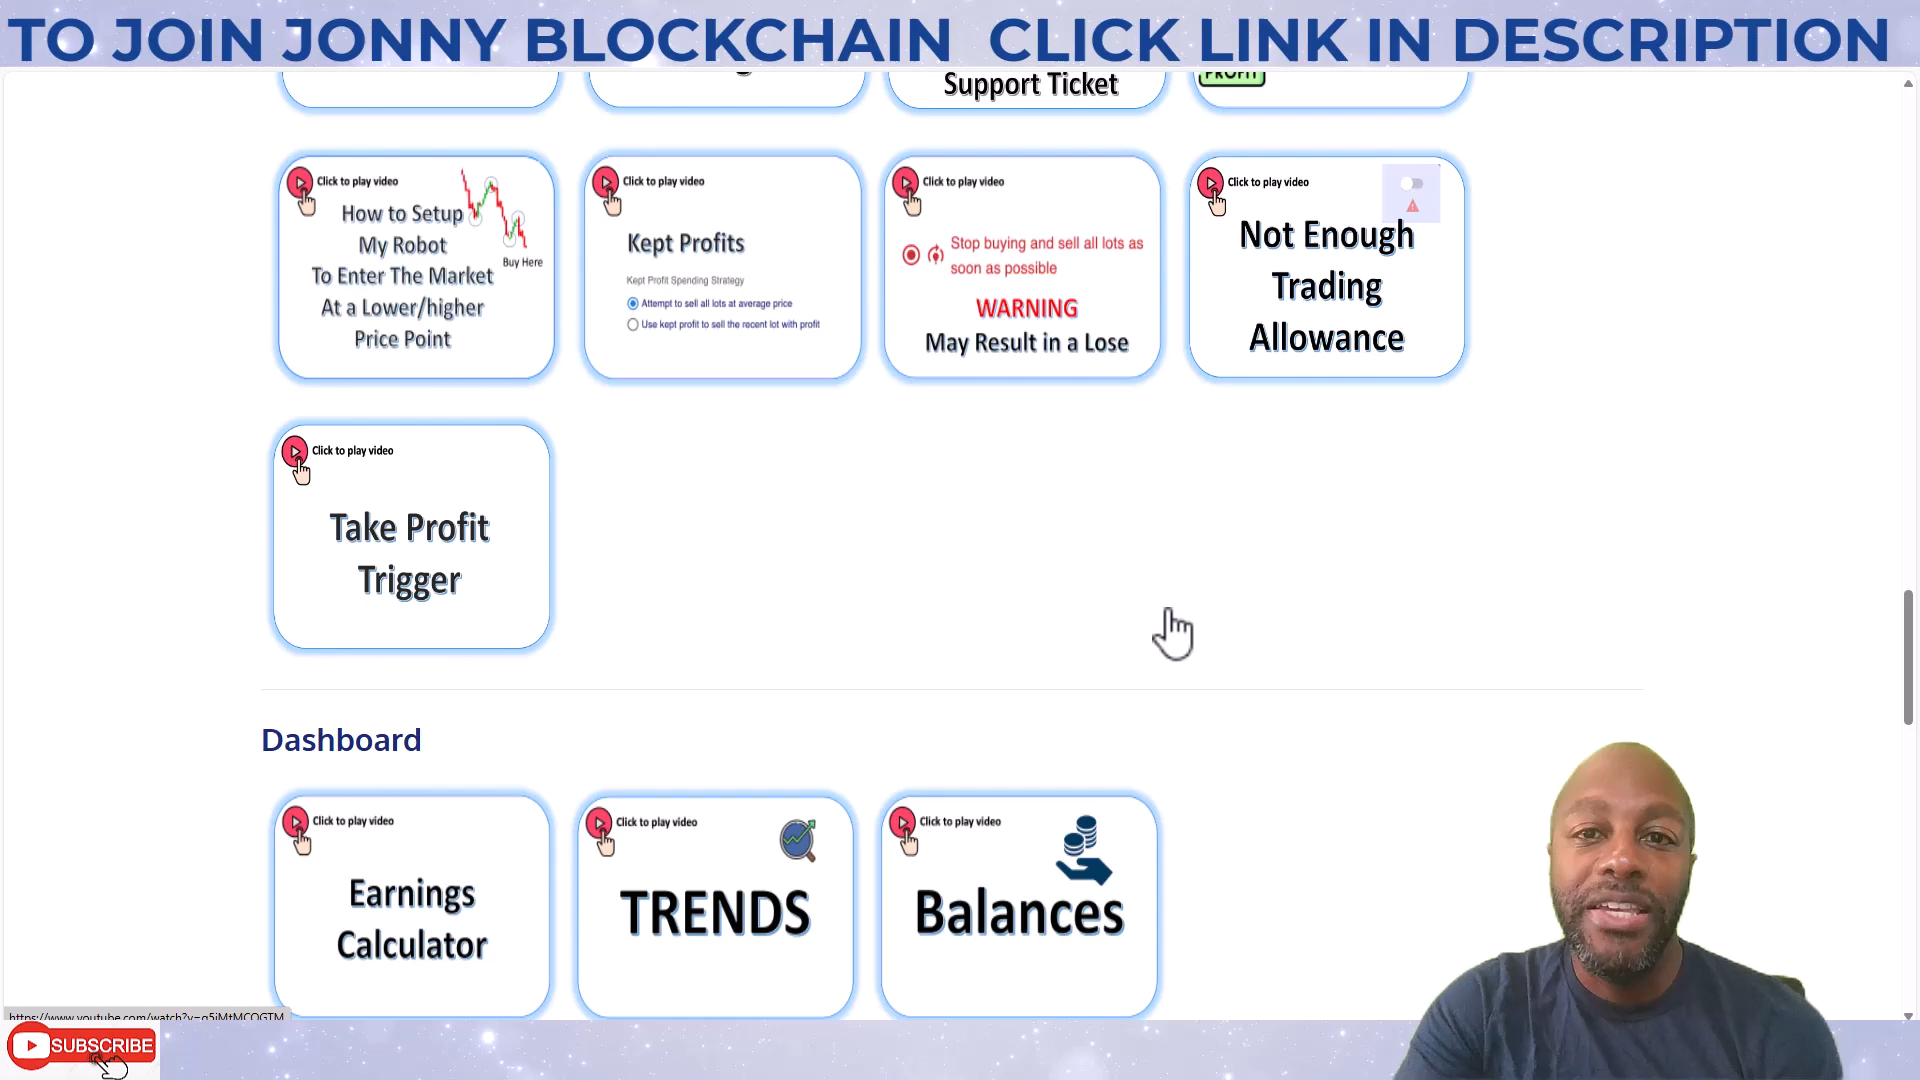 TO JOIN JONNY BLOCKCHAIN CLICK LINK IN DESCRIPTION
Support Ticket
PROFIT
Click to play video
How to Setup
My Robot
To Enter The Market
At a Lower/higher
Price Point
Buy Here
Click to play video
Kept Profits
Kept Profit Spending Strategy
Attempt to sell all lots at average price
Use kept profit to sell the recent lot with profit
Click to play video
Stop buying and sell all lots as
soon as possible
WARNING
May Result in a Lose
Click to play video
Not Enough
Trading
Allowance
Click to play video
Take Profit
Trigger
Dashboard
Click to play video
Earnings
Calculator
Click to play video
TRENDS
Click to play video
Balances
SUBSCRIBE